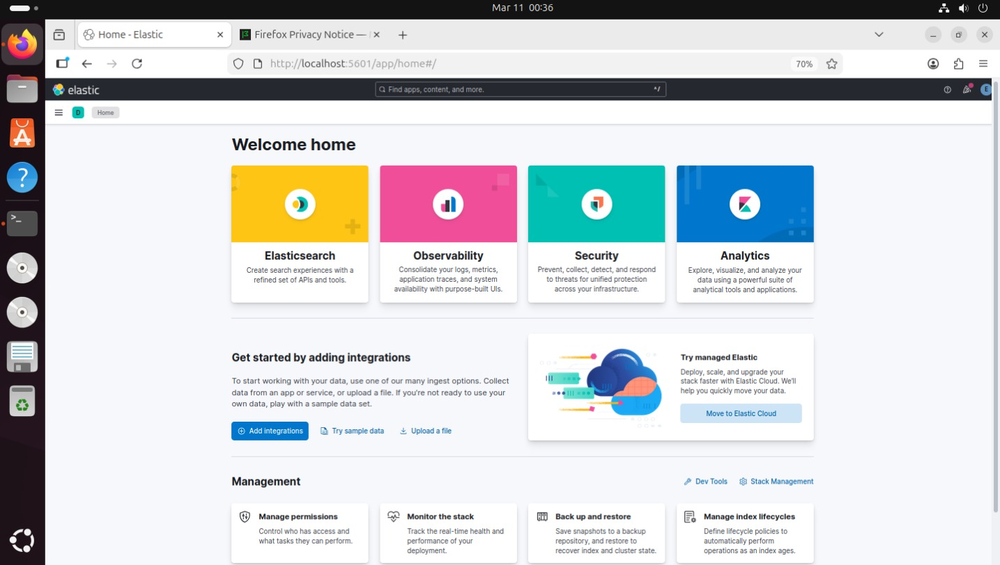 Mar 11 00:36
Home - Elastic
Firefox Privacy Notice —
http://localhost:5601/app/home#/
70%
elastic
Find apps, content, and more.
^/
E
D
Home
Welcome home
Elasticsearch
Create search experiences with a
refined set of APIs and tools.
Observability
Consolidate your logs, metrics,
application traces, and system
availability with purpose-built UIs.
Security
Prevent, collect, detect, and respond
to threats for unified protection
across your infrastructure.
Analytics
Explore, visualize, and analyze your
data using a powerful suite of
analytical tools and applications.
Get started by adding integrations
To start working with your data, use one of our many ingest options. Collect
data from an app or service, or upload a file. If you're not ready to use your
own data, play with a sample data set.
Add integrations
Try sample data
Upload a file
Try managed Elastic
Deploy, scale, and upgrade your
stack faster with Elastic Cloud. We'll
help you quickly move your data.
Move to Elastic Cloud
Management
Dev Tools
Stack Management
Manage permissions
Control who has access and
what tasks they can perform.
Monitor the stack
Track the real-time health and
performance of your
deployment.
Back up and restore
Save snapshots to a backup
repository, and restore to
recover index and cluster state.
Manage index lifecycles
Define lifecycle policies to
automatically perform
operations as an index ages.